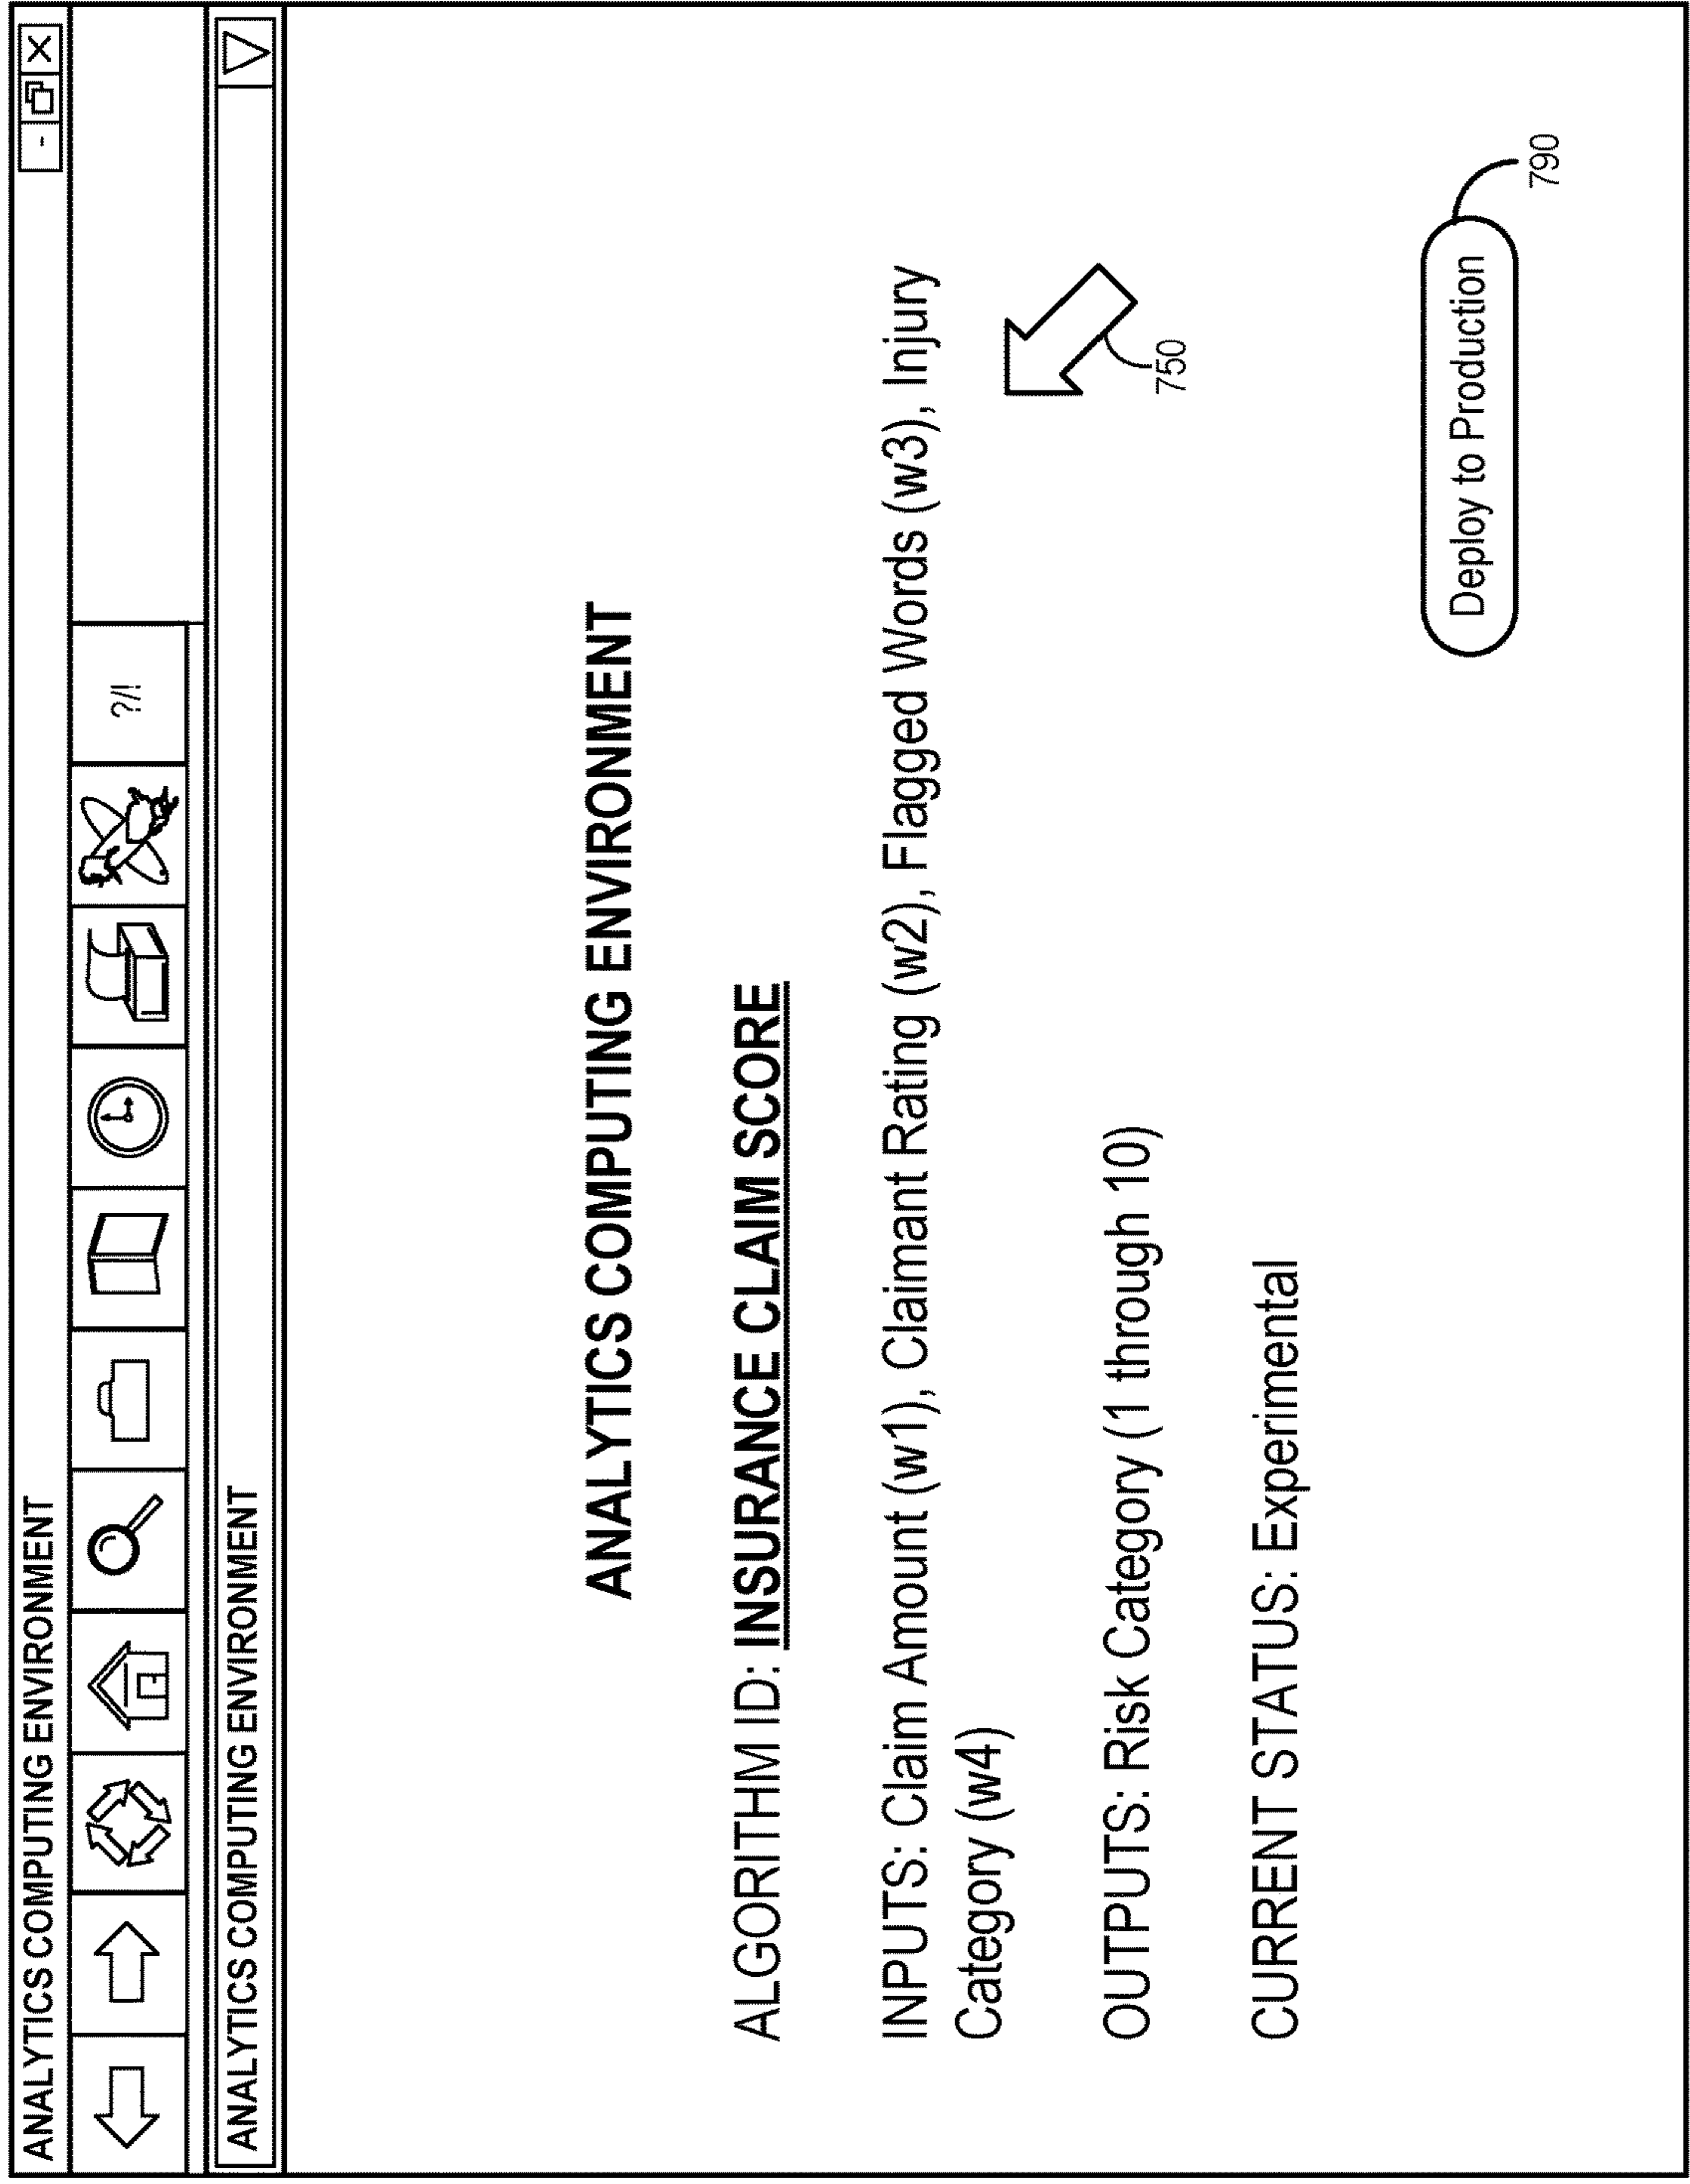 ANALYTICS COMPUTING ENVIRONMENT
- X
?/!
ANALYTICS COMPUTING ENVIRONMENT
ANALYTICS COMPUTING ENVIRONMENT
ALGORITHM ID: INSURANCE CLAIM SCORE
INPUTS: Claim Amount (w1), Claimant Rating (w2), Flagged Words (w3), Injury
Category (w4)
750
OUTPUTS: Risk Category (1 through 10)
CURRENT STATUS: Experimental
Deploy to Production
790